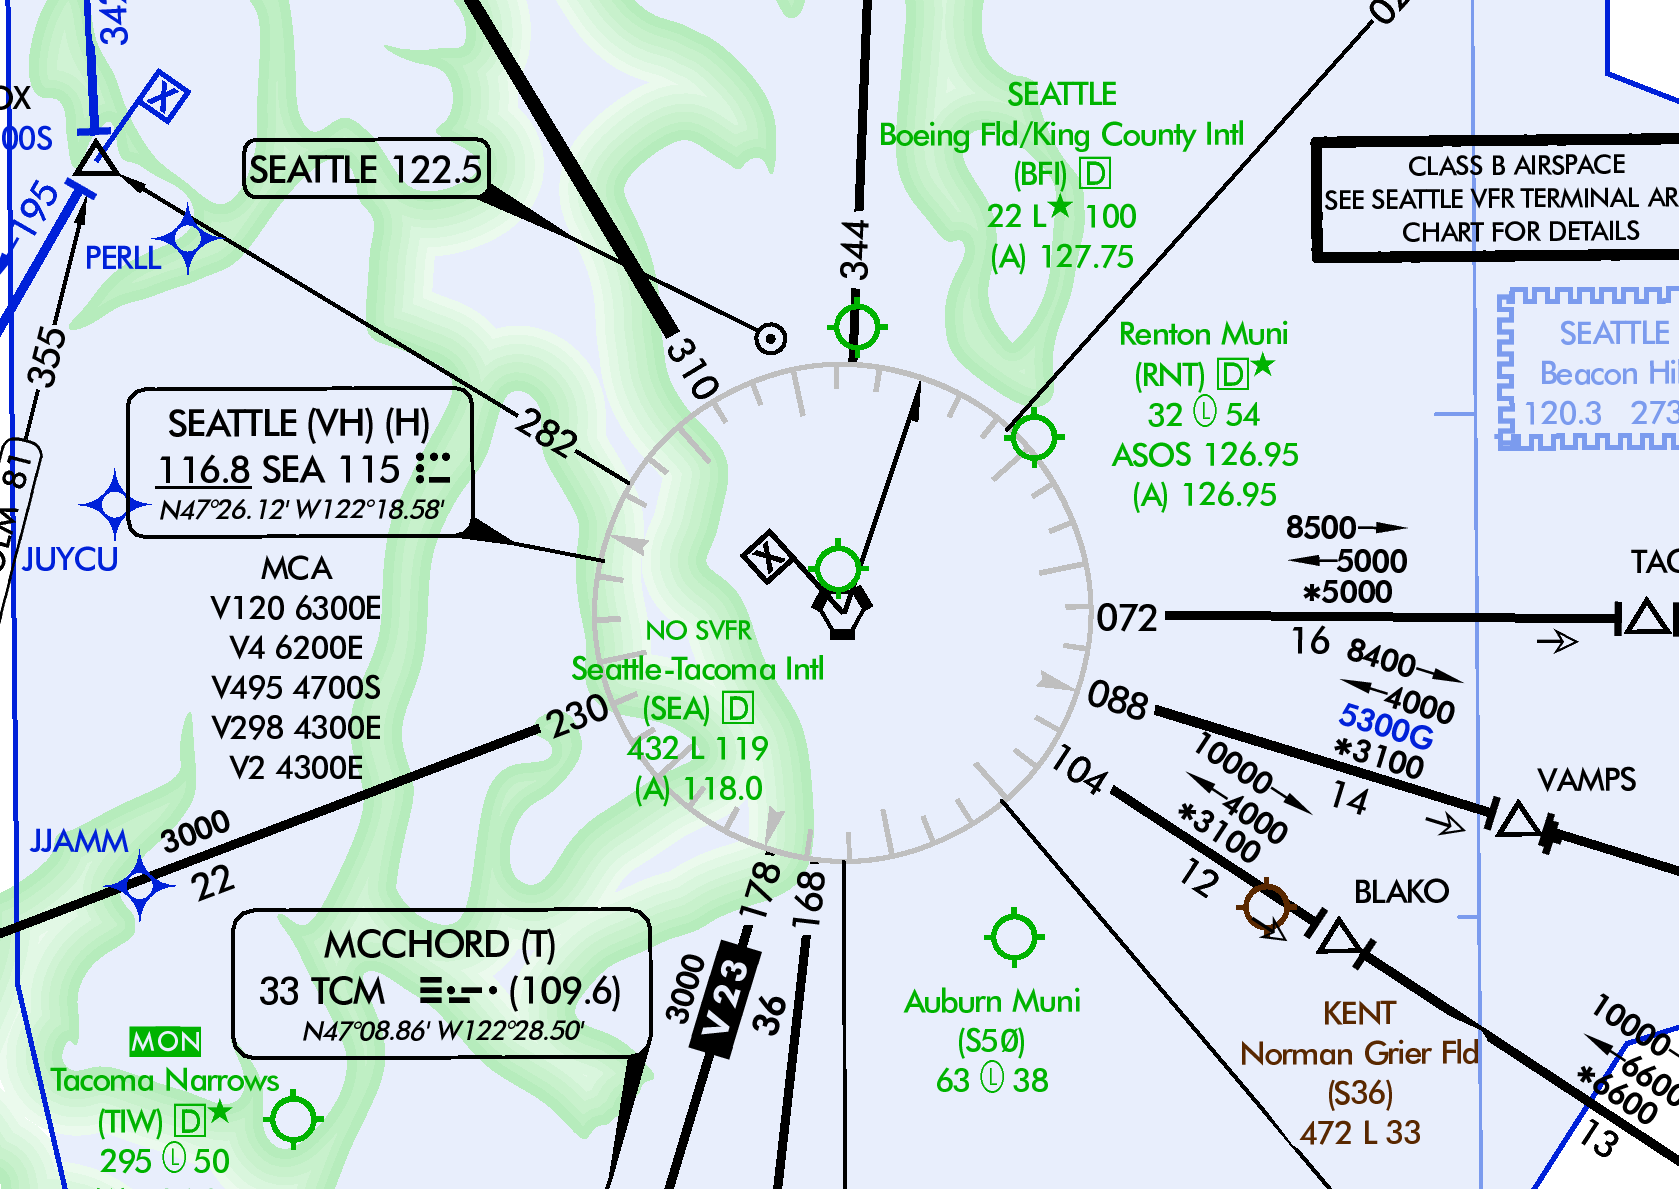 342
X
DX
00S
195
PERLL
355
SEATTLE 122.5
310
344
SEATTLE
Boeing Fld/King County Intl
(BFI) D
22 L★ 100
(A) 127.75
CLASS B AIRSPACE
SEE SEATTLE VFR TERMINAL AR
CHART FOR DETAILS
SEATTLE
Beacon Hil
120.3 273
Renton Muni
(RNT) D★
32 Ⓛ 54
ASOS 126.95
(A) 126.95
282
SEATTLE (VH) (H)
116.8 SEA 115
N47°26.12' W122°18.58'
81
JUYCU
MCA
V120 6300E
V4 6200E
V495 4700S
V298 4300E
V2 4300E
X
NO SVFR
Seattle-Tacoma Intl
(SEA) D
432 L 119
(A) 118.0
230
072
8500
5000
*5000
16
TAC
088
8400
4000
5300G
*3100
14
VAMPS
104
10000
4000
*3100
12
BLAKO
JJAMM
3000
22
178
168
3000
V23
36
MCCHORD (T)
33 TCM (109.6)
N47°08.86' W122°28.50'
MON
Tacoma Narrows
(TIW) D★
295 Ⓛ 50
Auburn Muni
(S5Ø)
63 Ⓛ 38
KENT
Norman Grier Fld
(S36)
472 L 33
10000
6600
*6600
13